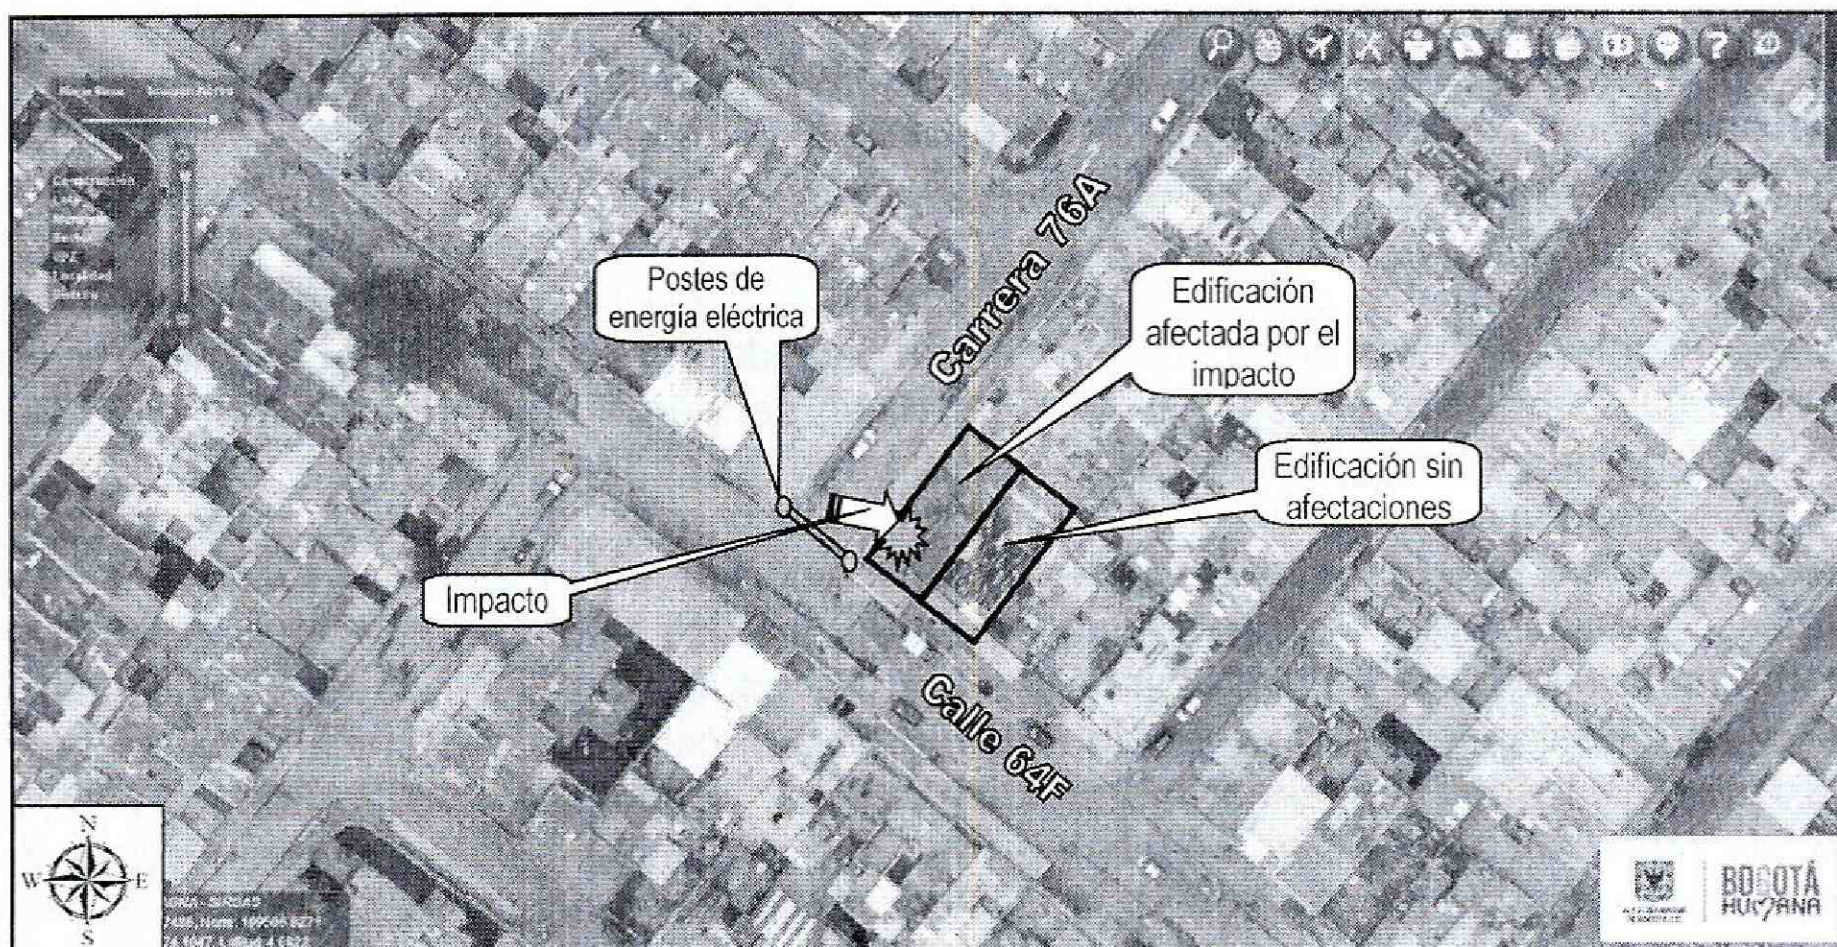 ?
Carrera 76A
Postes de
energía eléctrica
Edificación
afectada por el
impacto
Edificación sin
afectaciones
Impacto
Calle 64F
Localidad
N
W
E
S
BOGOTÁ
HUMANA